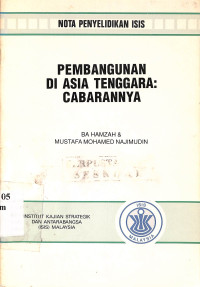 NOTA PENYELIDIKAN ISIS
PEMBANGUNAN
DI ASIA TENGGARA:
CABARANNYA
BA HAMZAH &
MUSTAFA MOHAMED NAJIMUDIN
05
m
INSTITUT KAJIAN STRATEGIK
DAN ANTARABANGSA
(ISIS) MALAYSIA
ISIS
MALAYSIA